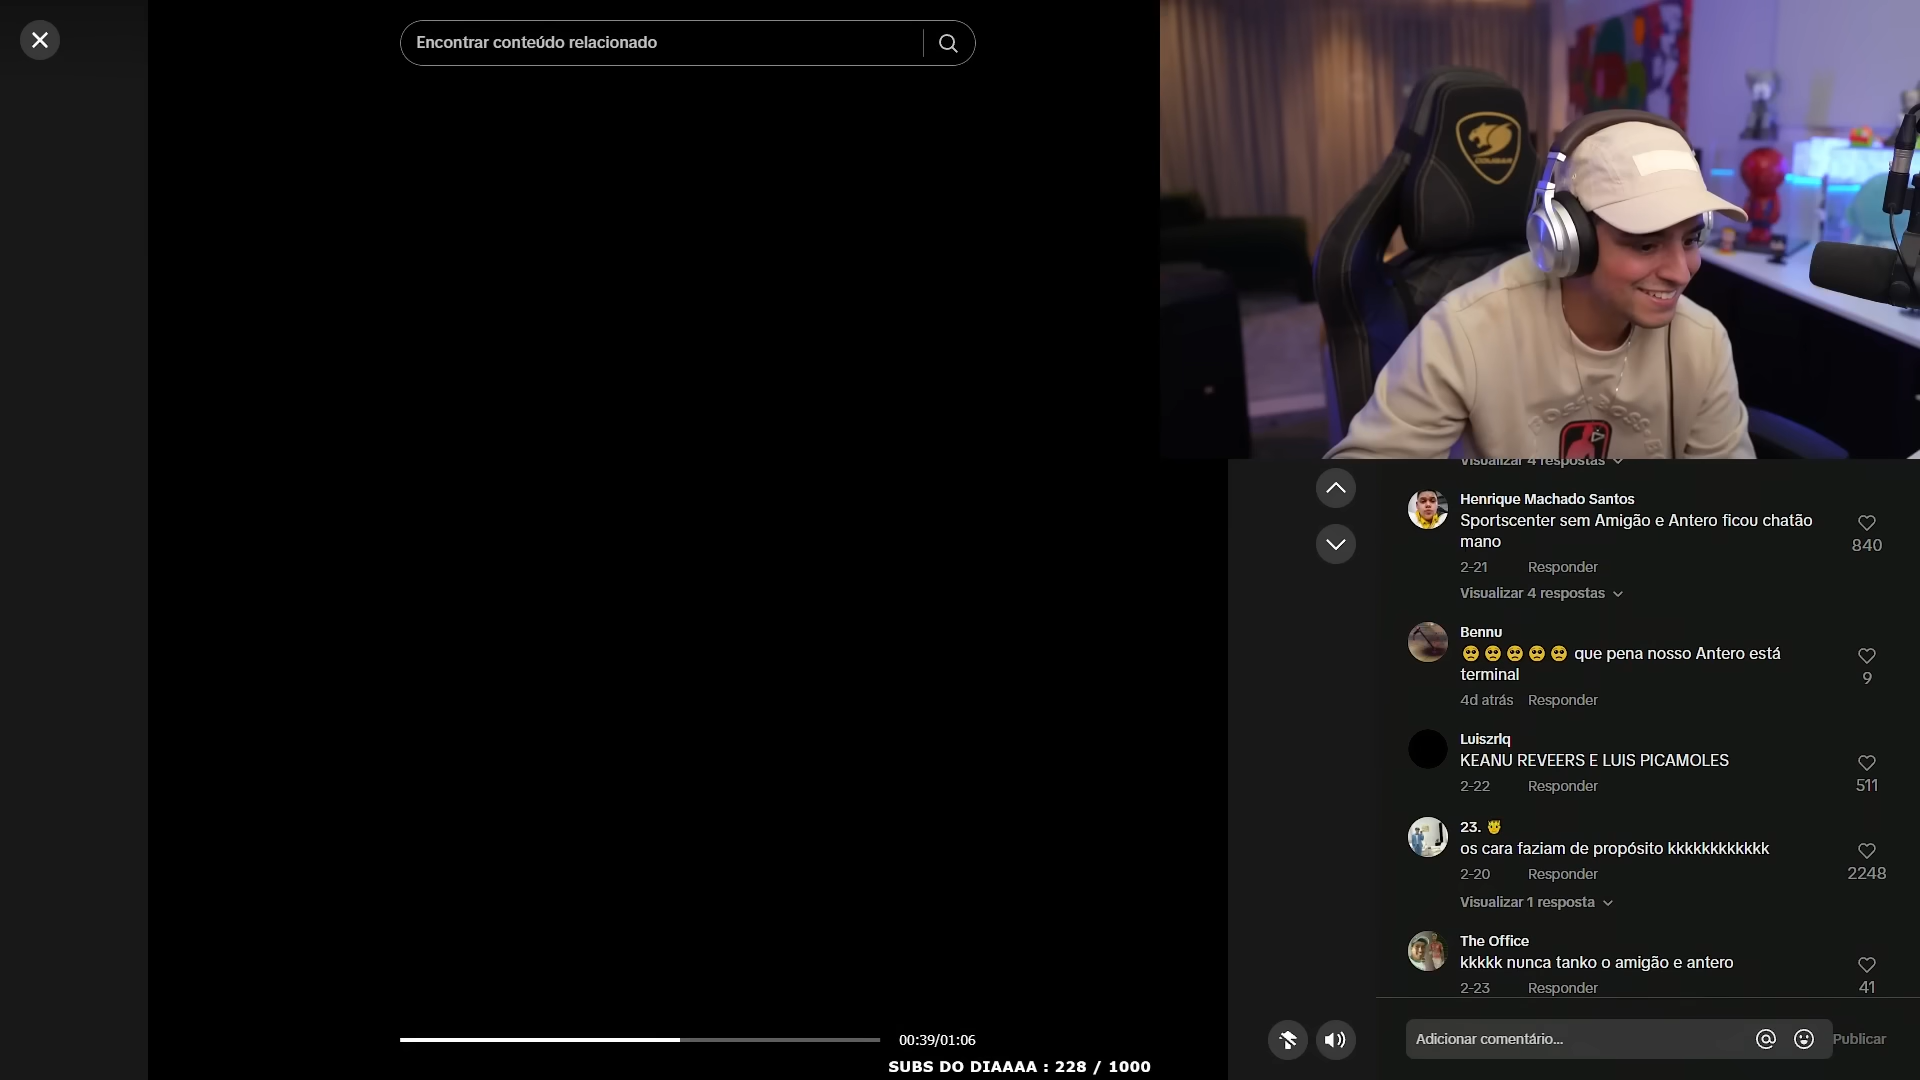 Encontrar conteúdo relacionado
COUGAR
Visualizar 4 respostas
Henrique Machado Santos
Sportscenter sem Amigão e Antero ficou chatão
mano
840
2-21 Responder
Visualizar 4 respostas
Bennu
🥺🥺🥺🥺🥺 que pena nosso Antero está
terminal
9
4d atrás Responder
Luiszrlq
KEANU REVEERS E LUIS PICAMOLES
511
2-22 Responder
23. 🤴
os cara faziam de propósito kkkkkkkkkkkk
2248
2-20 Responder
Visualizar 1 resposta
The Office
kkkkk nunca tanko o amigão e antero
41
2-23 Responder
00:39/01:06
Adicionar comentário...
Publicar
SUBS DO DIAAAA : 228 / 1000